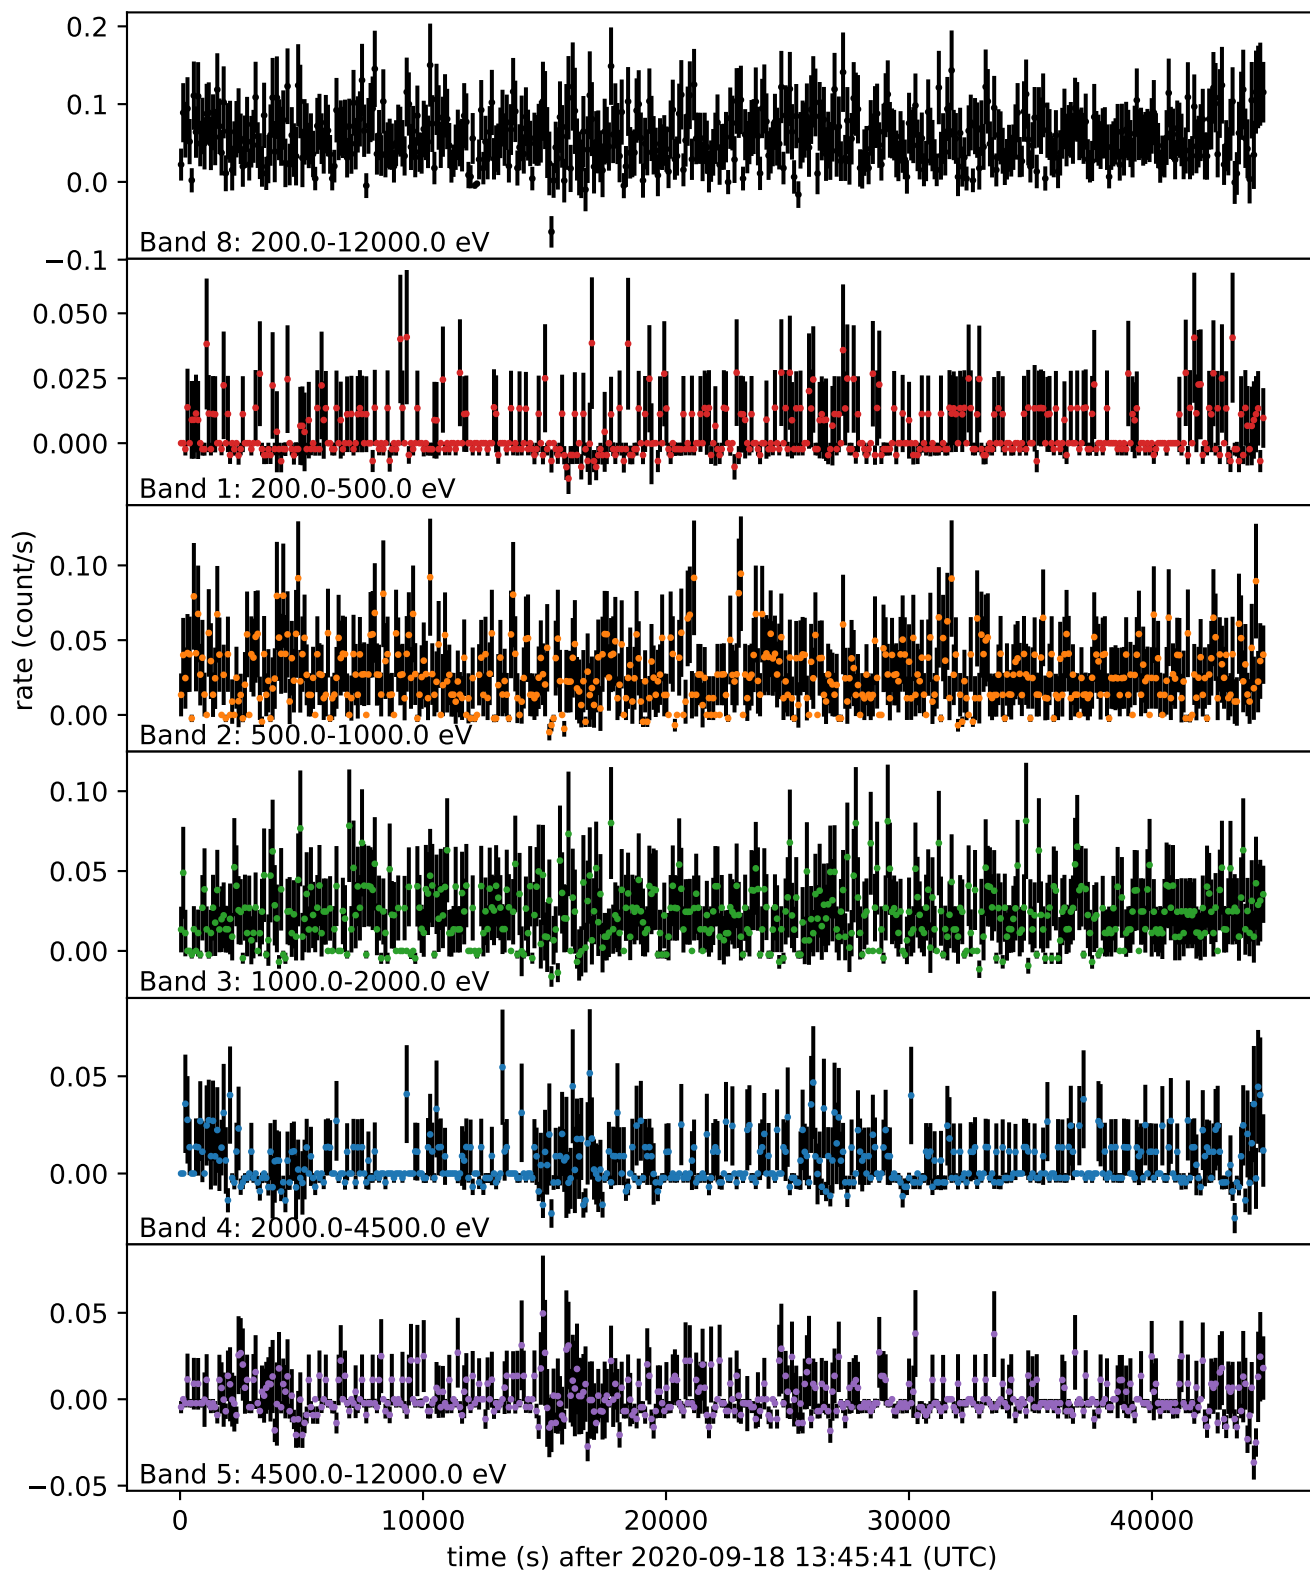 0.2
0.1
0.0
−0.1
Band 8: 200.0-12000.0 eV
0.050
0.025
0.000
Band 1: 200.0-500.0 eV
0.10
0.05
0.00
Band 2: 500.0-1000.0 eV
rate (count/s)
0.10
0.05
0.00
Band 3: 1000.0-2000.0 eV
0.05
0.00
Band 4: 2000.0-4500.0 eV
0.05
0.00
−0.05
Band 5: 4500.0-12000.0 eV
0 10000 20000 30000 40000
time (s) after 2020-09-18 13:45:41 (UTC)